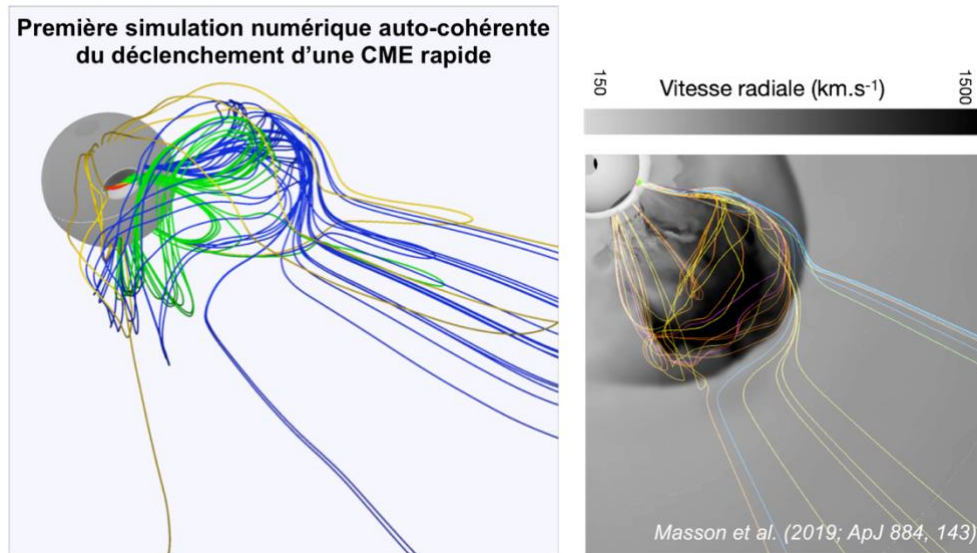 Première simulation numérique auto-cohérente
du déclenchement d'une CME rapide
150
Vitesse radiale (km.s⁻¹)
1500
Masson et al. (2019; ApJ 884, 143)